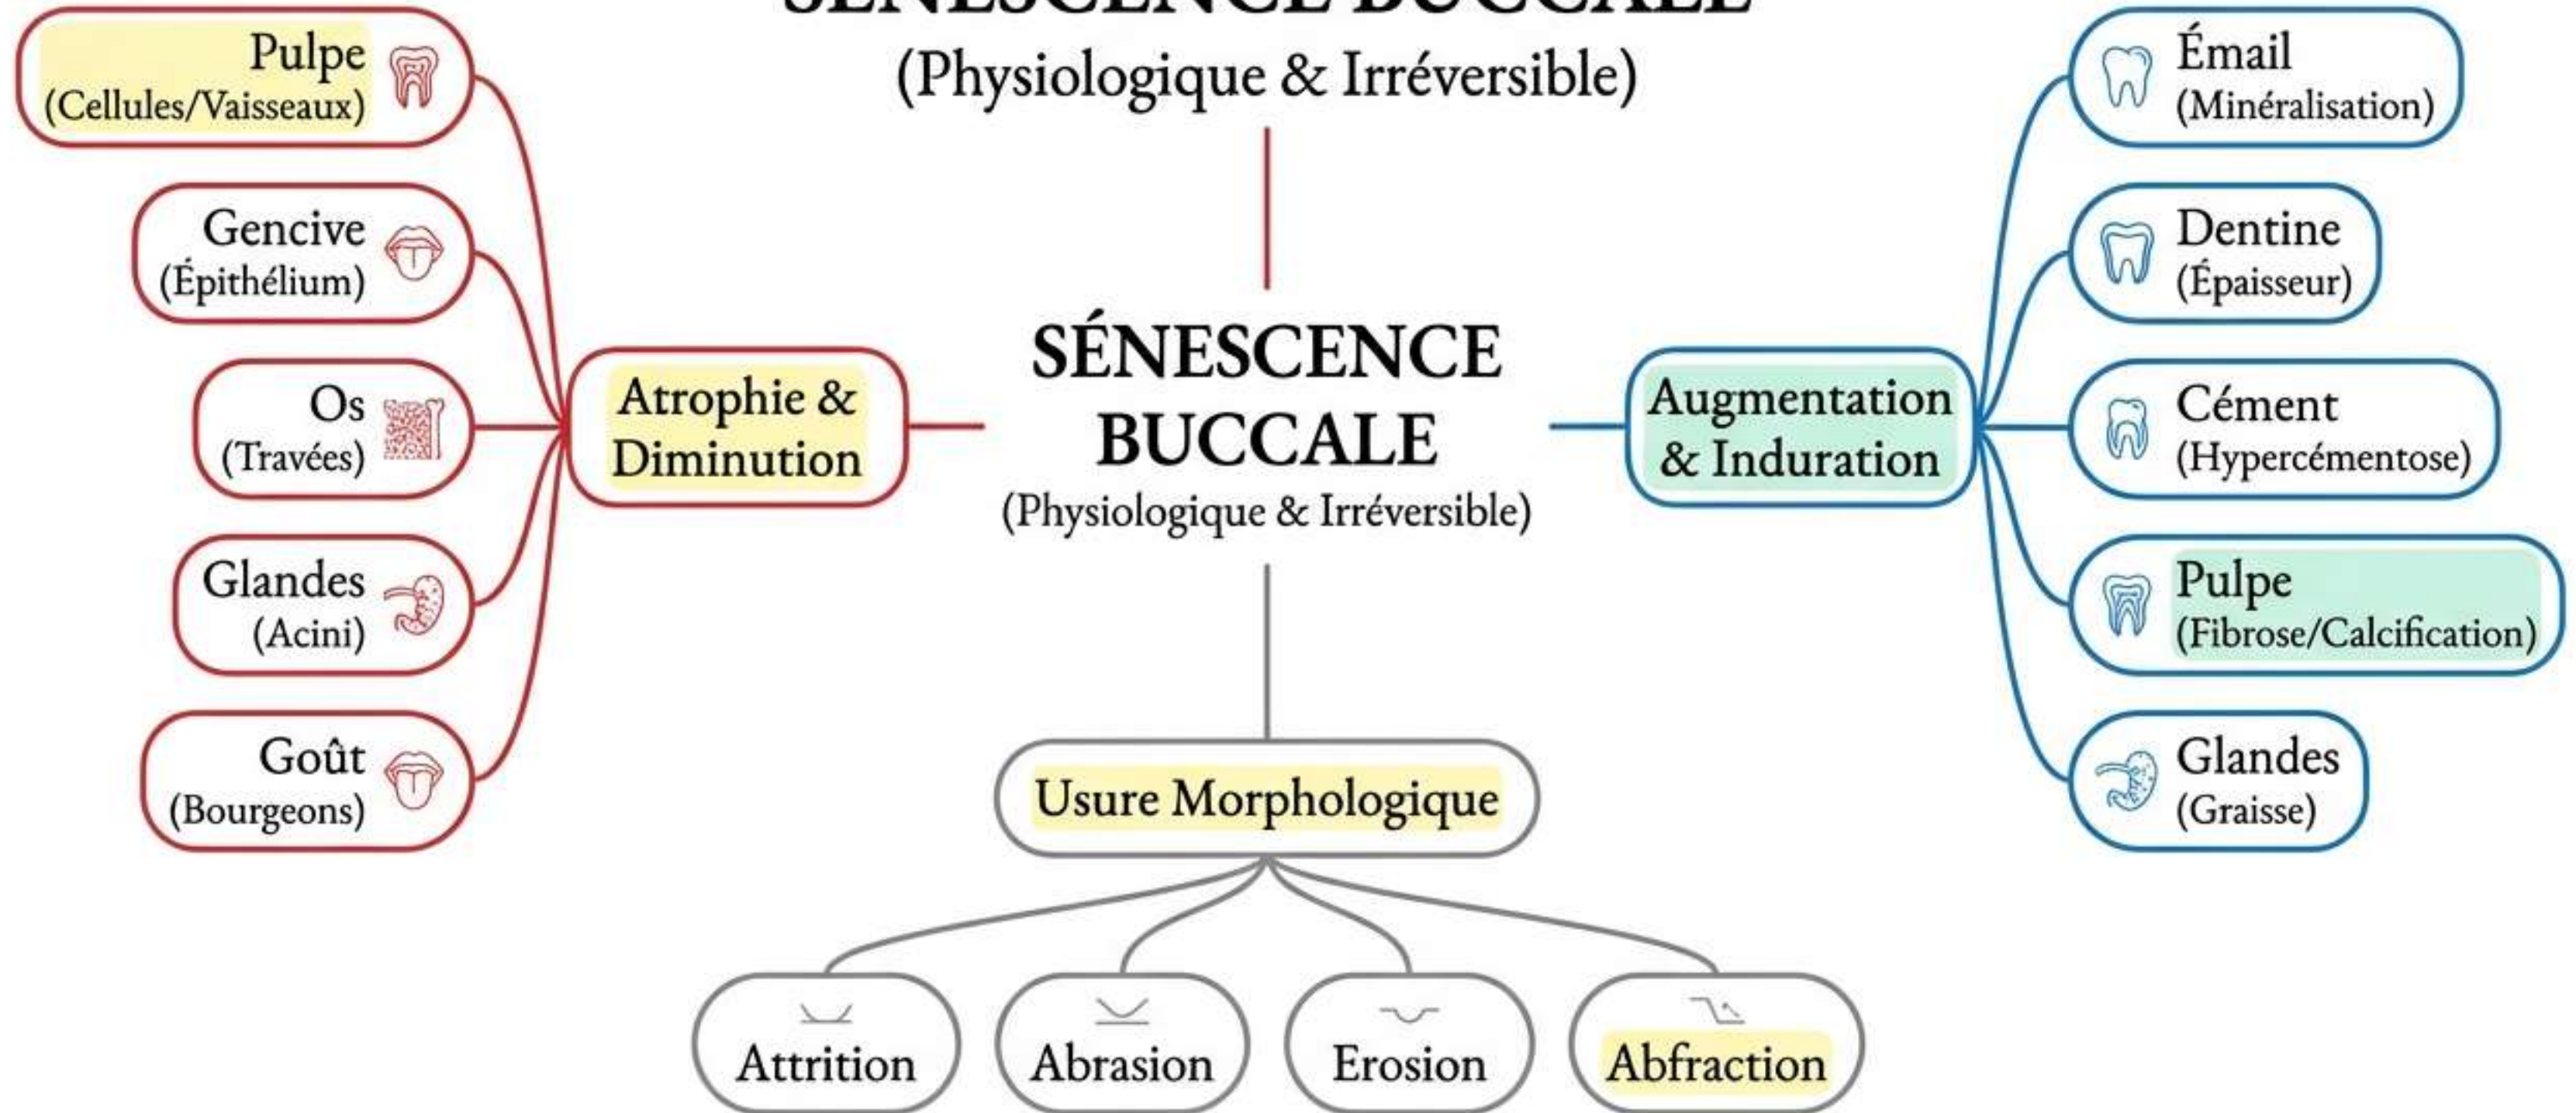 SÉNESCENCE BUCCALE
(Physiologique & Irréversible)
Pulpe
(Cellules/Vaisseaux)
Gencive
(Épithélium)
Os
(Travées)
Glandes
(Acini)
Goût
(Bourgeons)
Atrophie &
Diminution
SÉNESCENCE
BUCCALE
(Physiologique & Irréversible)
Augmentation
& Induration
Émail
(Minéralisation)
Dentine
(Épaisseur)
Cément
(Hypercémentose)
Pulpe
(Fibrose/Calcification)
Glandes
(Graisse)
Usure Morphologique
Attrition
Abrasion
Erosion
Abfraction